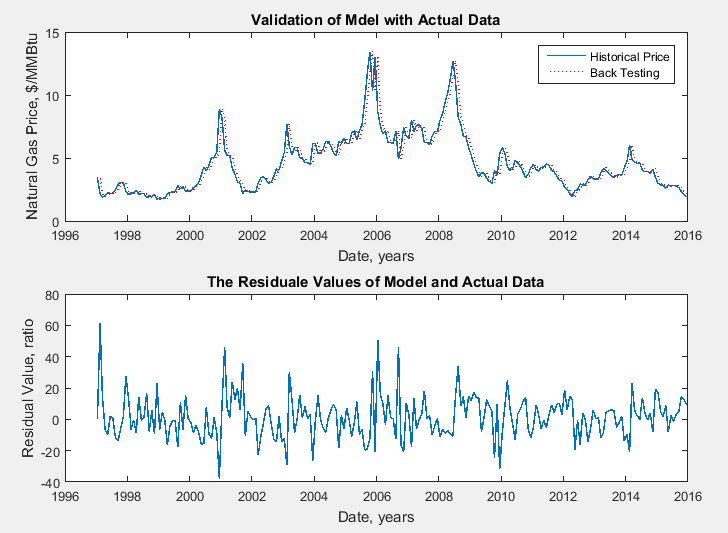 Validation of Mdel with Actual Data
Natural Gas Price, $/MMBtu
15
10
5
0
Historical Price
Back Testing
1996 1998 2000 2002 2004 2006 2008 2010 2012 2014 2016
Date, years
The Residuale Values of Model and Actual Data
Residual Value, ratio
80
60
40
20
0
-20
-40
1996 1998 2000 2002 2004 2006 2008 2010 2012 2014 2016
Date, years